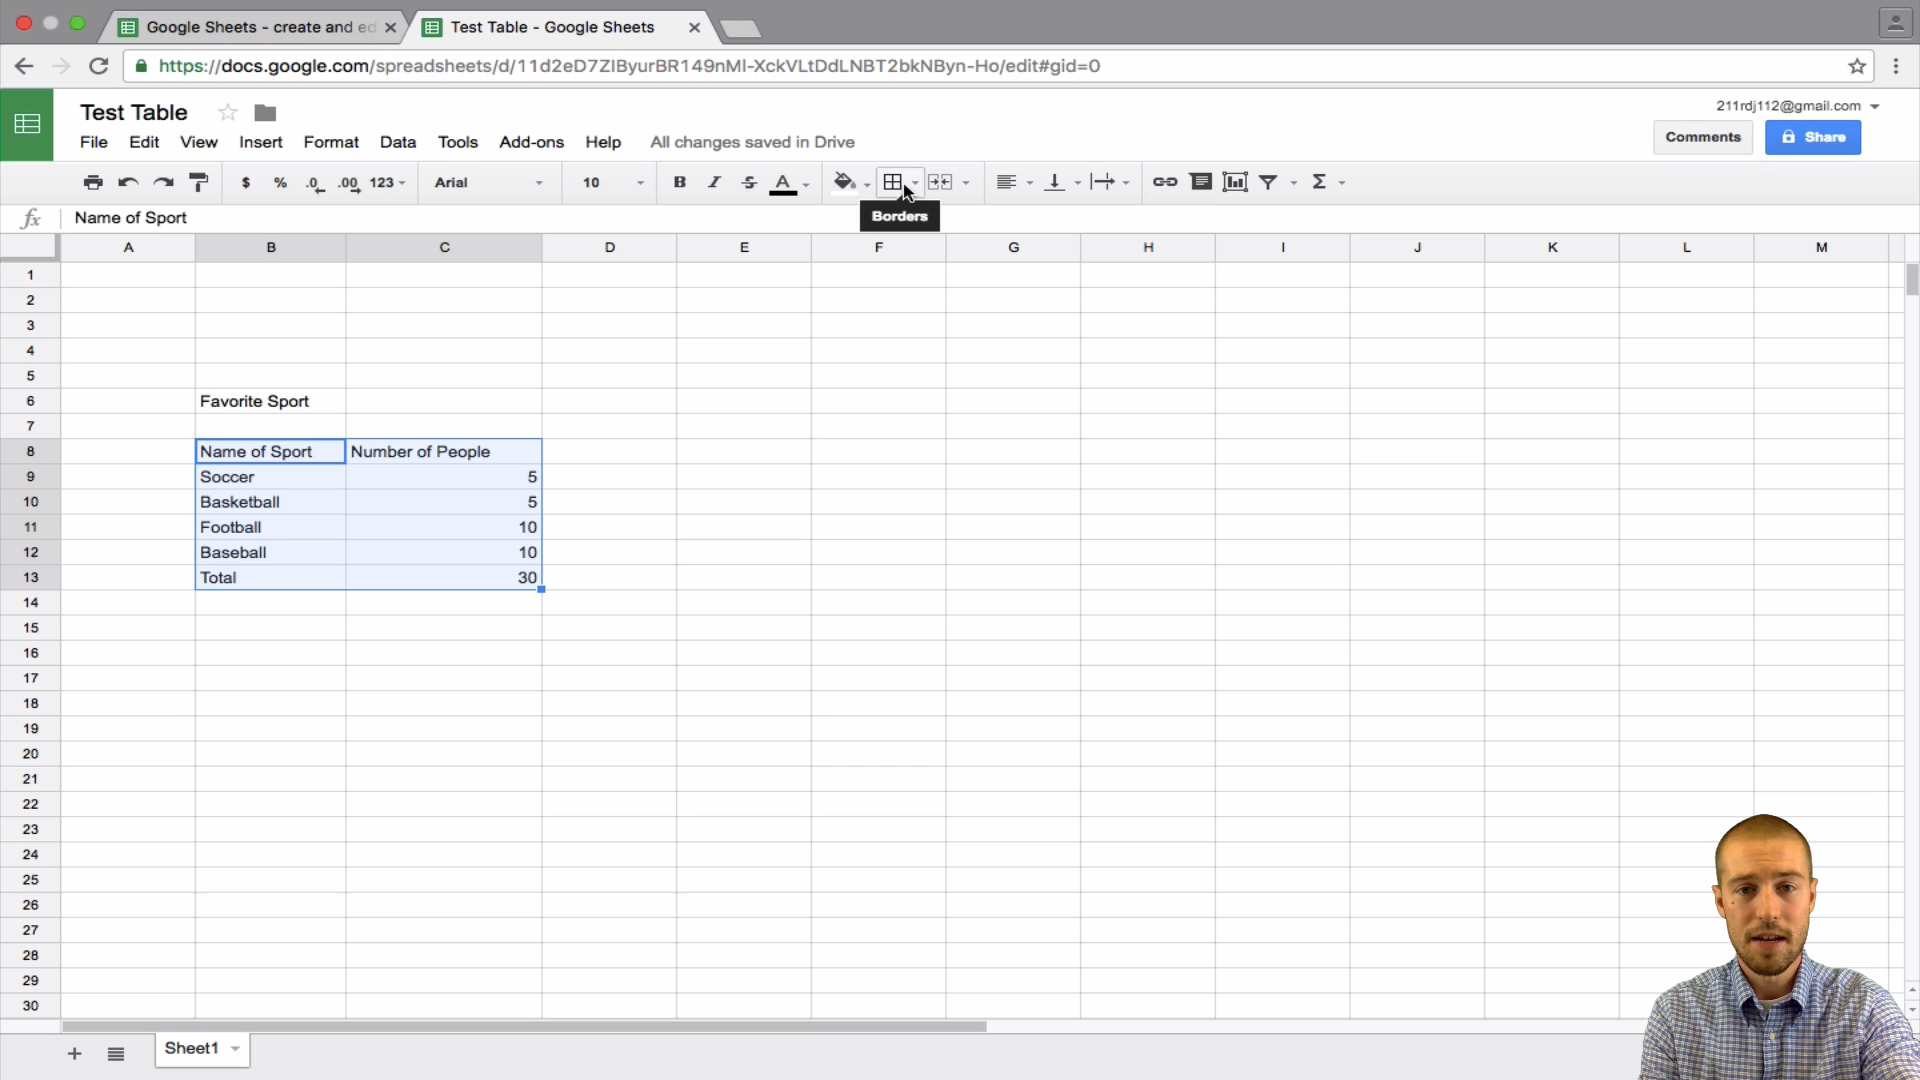 Google Sheets - create and ed
Test Table - Google Sheets
https://docs.google.com/spreadsheets/d/11d2eD7ZIByurBR149nMI-XckVLtDdLNBT2bkNByn-Ho/edit#gid=0
Test Table
211rdj112@gmail.com
File Edit View Insert Format Data Tools Add-ons Help All changes saved in Drive
Comments Share
$ % .0 .00 123 Arial 10 B I S A Σ
fx Name of Sport
Borders
A B C D E F G H I J K L M
1
2
3
4
5
6 Favorite Sport
7
8 Name of Sport Number of People
9 Soccer 5
10 Basketball 5
11 Football 10
12 Baseball 10
13 Total 30
14
15
16
17
18
19
20
21
22
23
24
25
26
27
28
29
30
+ Sheet1